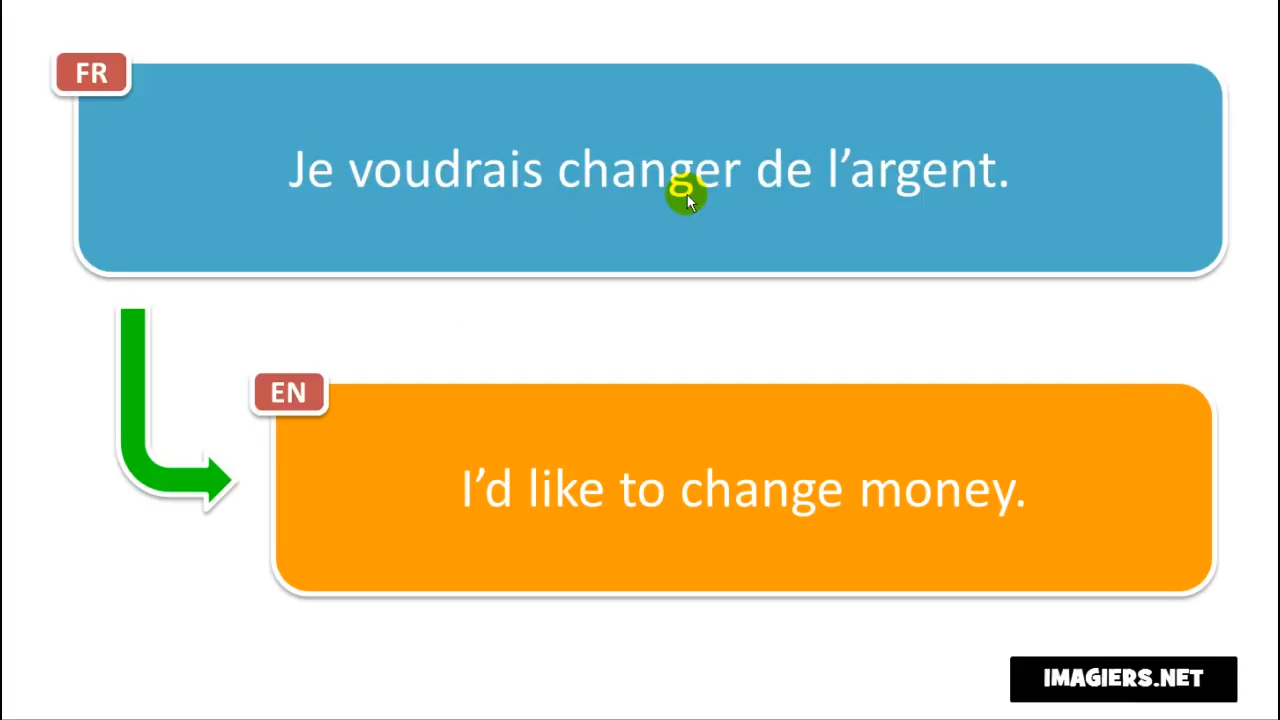 FR
Je voudrais changer de l’argent.
EN
I’d like to change money.
IMAGIERS.NET